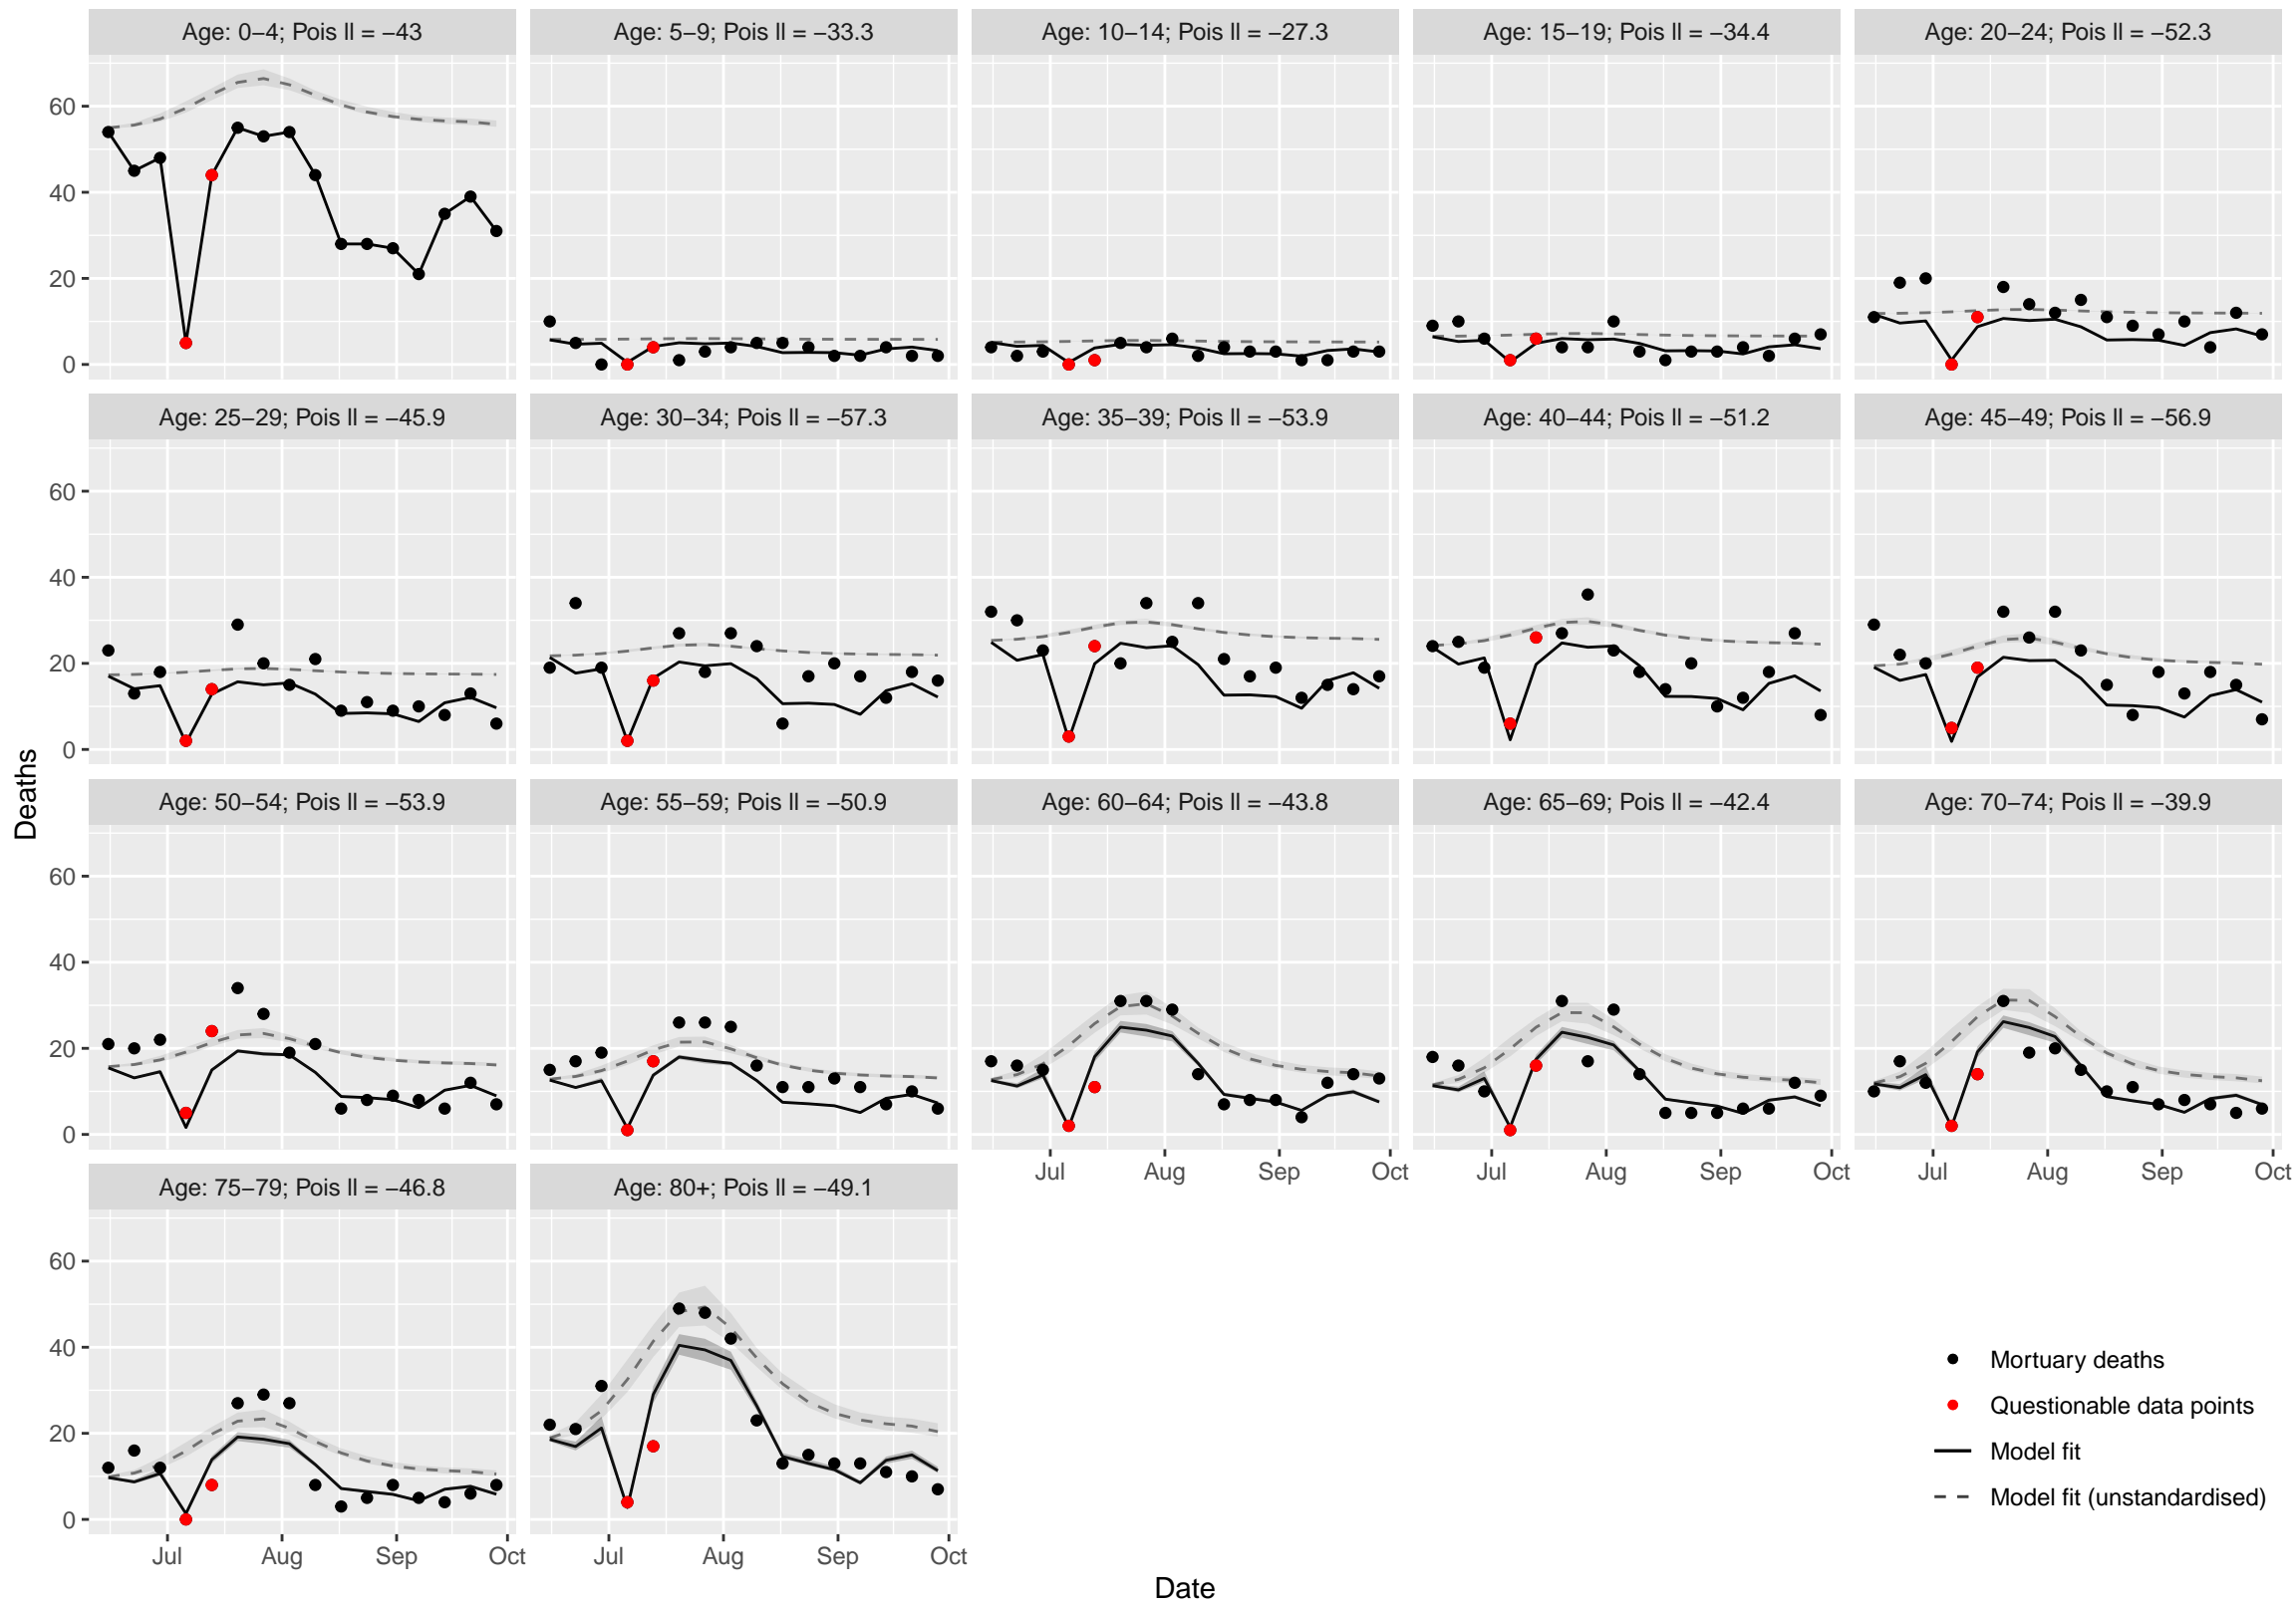 Age: 0−4; Pois ll = −43
Age: 5−9; Pois ll = −33.3
Age: 10−14; Pois ll = −27.3
Age: 15−19; Pois ll = −34.4
Age: 20−24; Pois ll = −52.3
60
40
20
0
Age: 25−29; Pois ll = −45.9
Age: 30−34; Pois ll = −57.3
Age: 35−39; Pois ll = −53.9
Age: 40−44; Pois ll = −51.2
Age: 45−49; Pois ll = −56.9
60
40
20
0
Deaths
Age: 50−54; Pois ll = −53.9
Age: 55−59; Pois ll = −50.9
Age: 60−64; Pois ll = −43.8
Age: 65−69; Pois ll = −42.4
Age: 70−74; Pois ll = −39.9
60
40
20
0
Jul Aug Sep Oct
Jul Aug Sep Oct
Jul Aug Sep Oct
Age: 75−79; Pois ll = −46.8
Age: 80+; Pois ll = −49.1
60
40
20
0
Jul Aug Sep Oct
Jul Aug Sep Oct
Mortuary deaths
Questionable data points
Model fit
Model fit (unstandardised)
Date